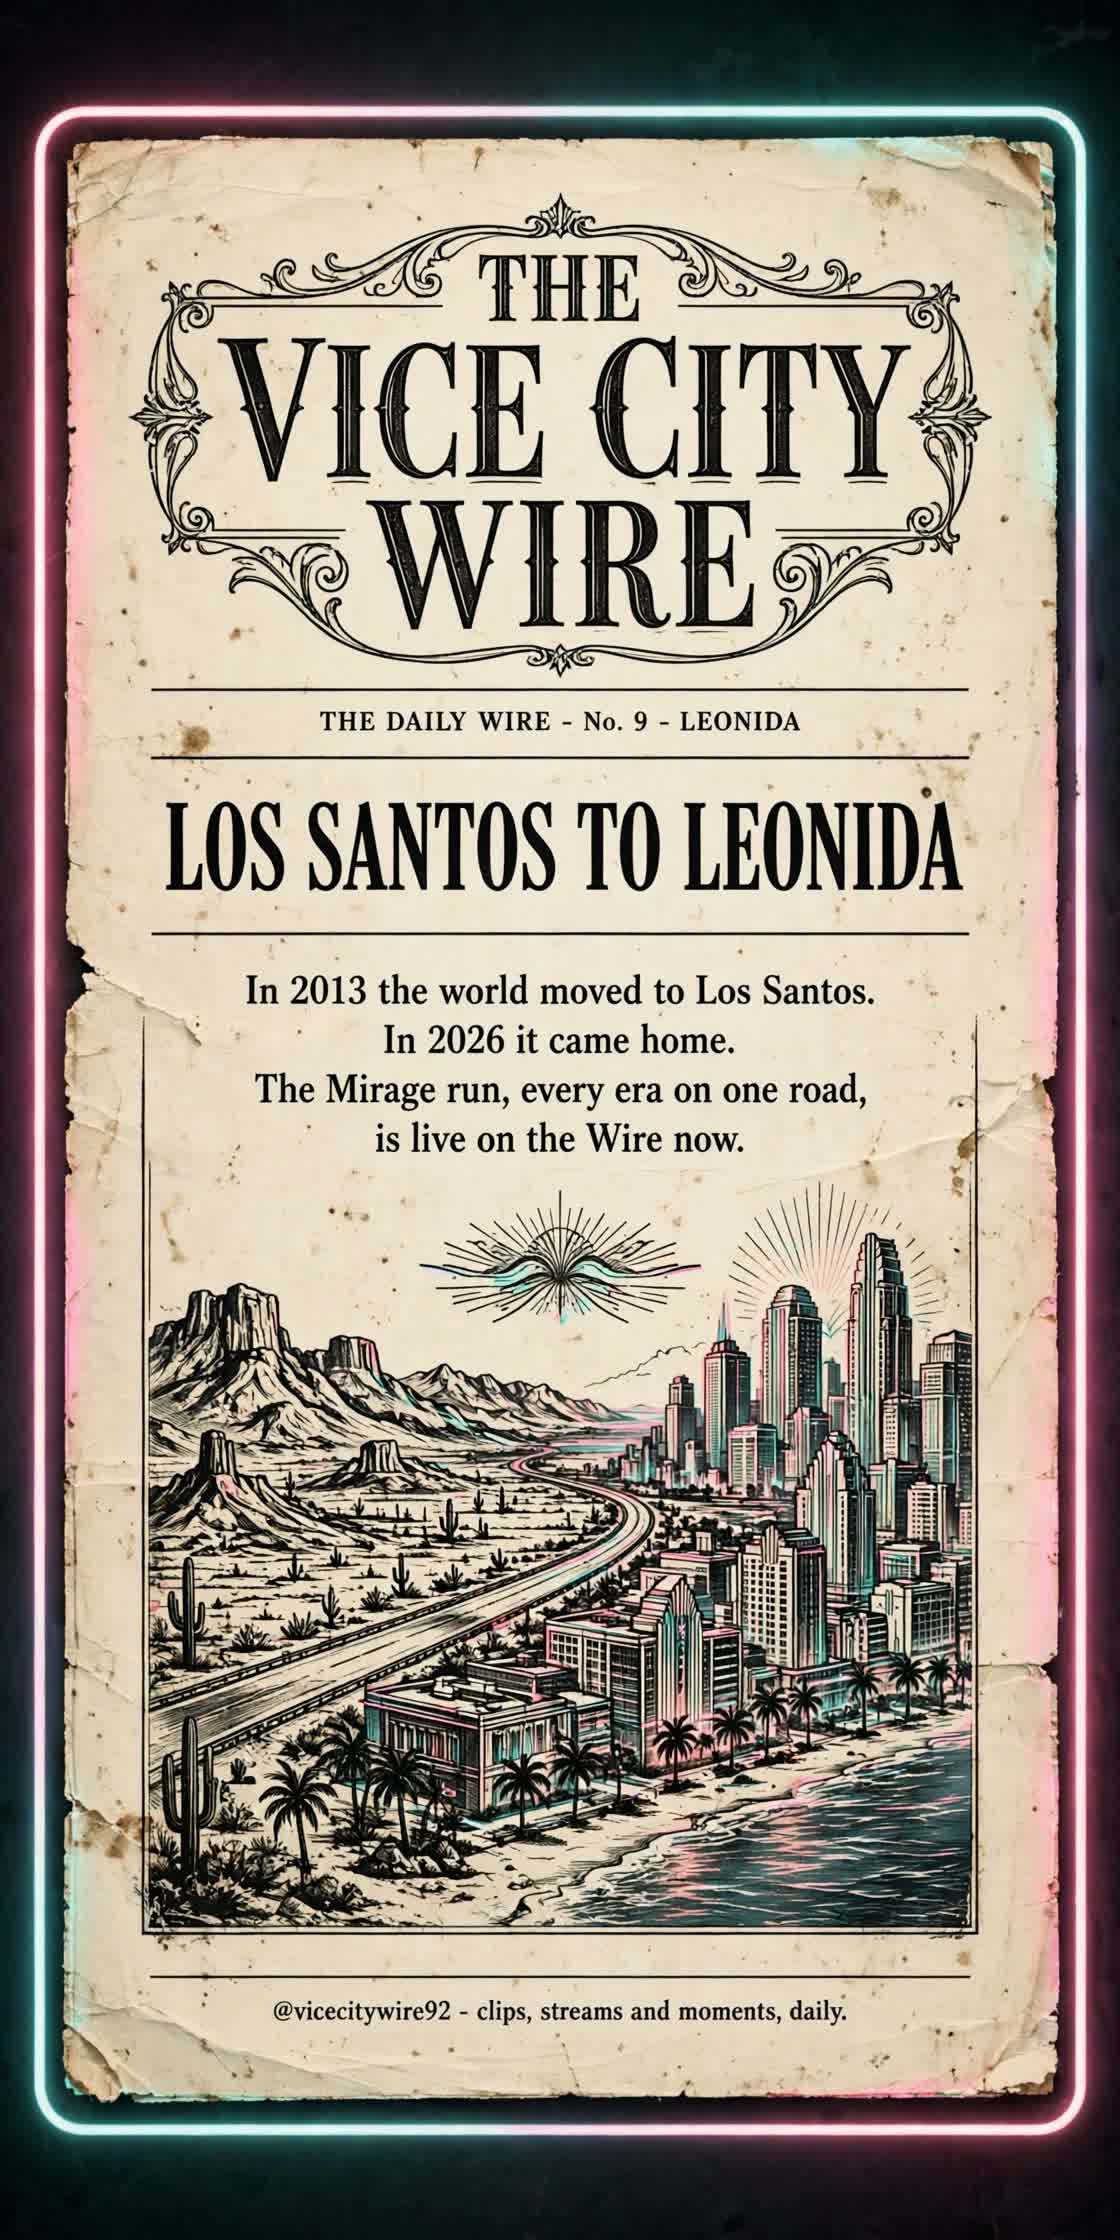 THE
VICE CITY
WIRE
THE DAILY WIRE - No. 9 - LEONIDA
LOS SANTOS TO LEONIDA
In 2013 the world moved to Los Santos.
In 2026 it came home.
The Mirage run, every era on one road,
is live on the Wire now.
@vicecitywire92 - clips, streams and moments, daily.